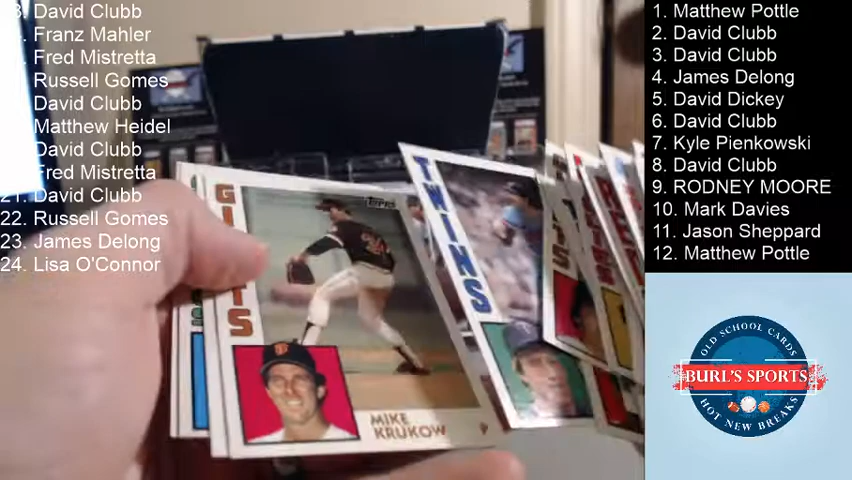 David Clubb
Franz Mahler
Fred Mistretta
Russell Gomes
David Clubb
Matthew Heidel
David Clubb
Fred Mistretta
21. David Clubb
22. Russell Gomes
23. James Delong
24. Lisa O'Connor
1. Matthew Pottle
2. David Clubb
3. David Clubb
4. James Delong
5. David Dickey
6. David Clubb
7. Kyle Pienkowski
8. David Clubb
9. RODNEY MOORE
10. Mark Davies
11. Jason Sheppard
12. Matthew Pottle
TOPPS
TWINS
MIKE
KRUKOW
OLD SCHOOL CARDS
BURL'S SPORTS
HOT NEW BREAKS